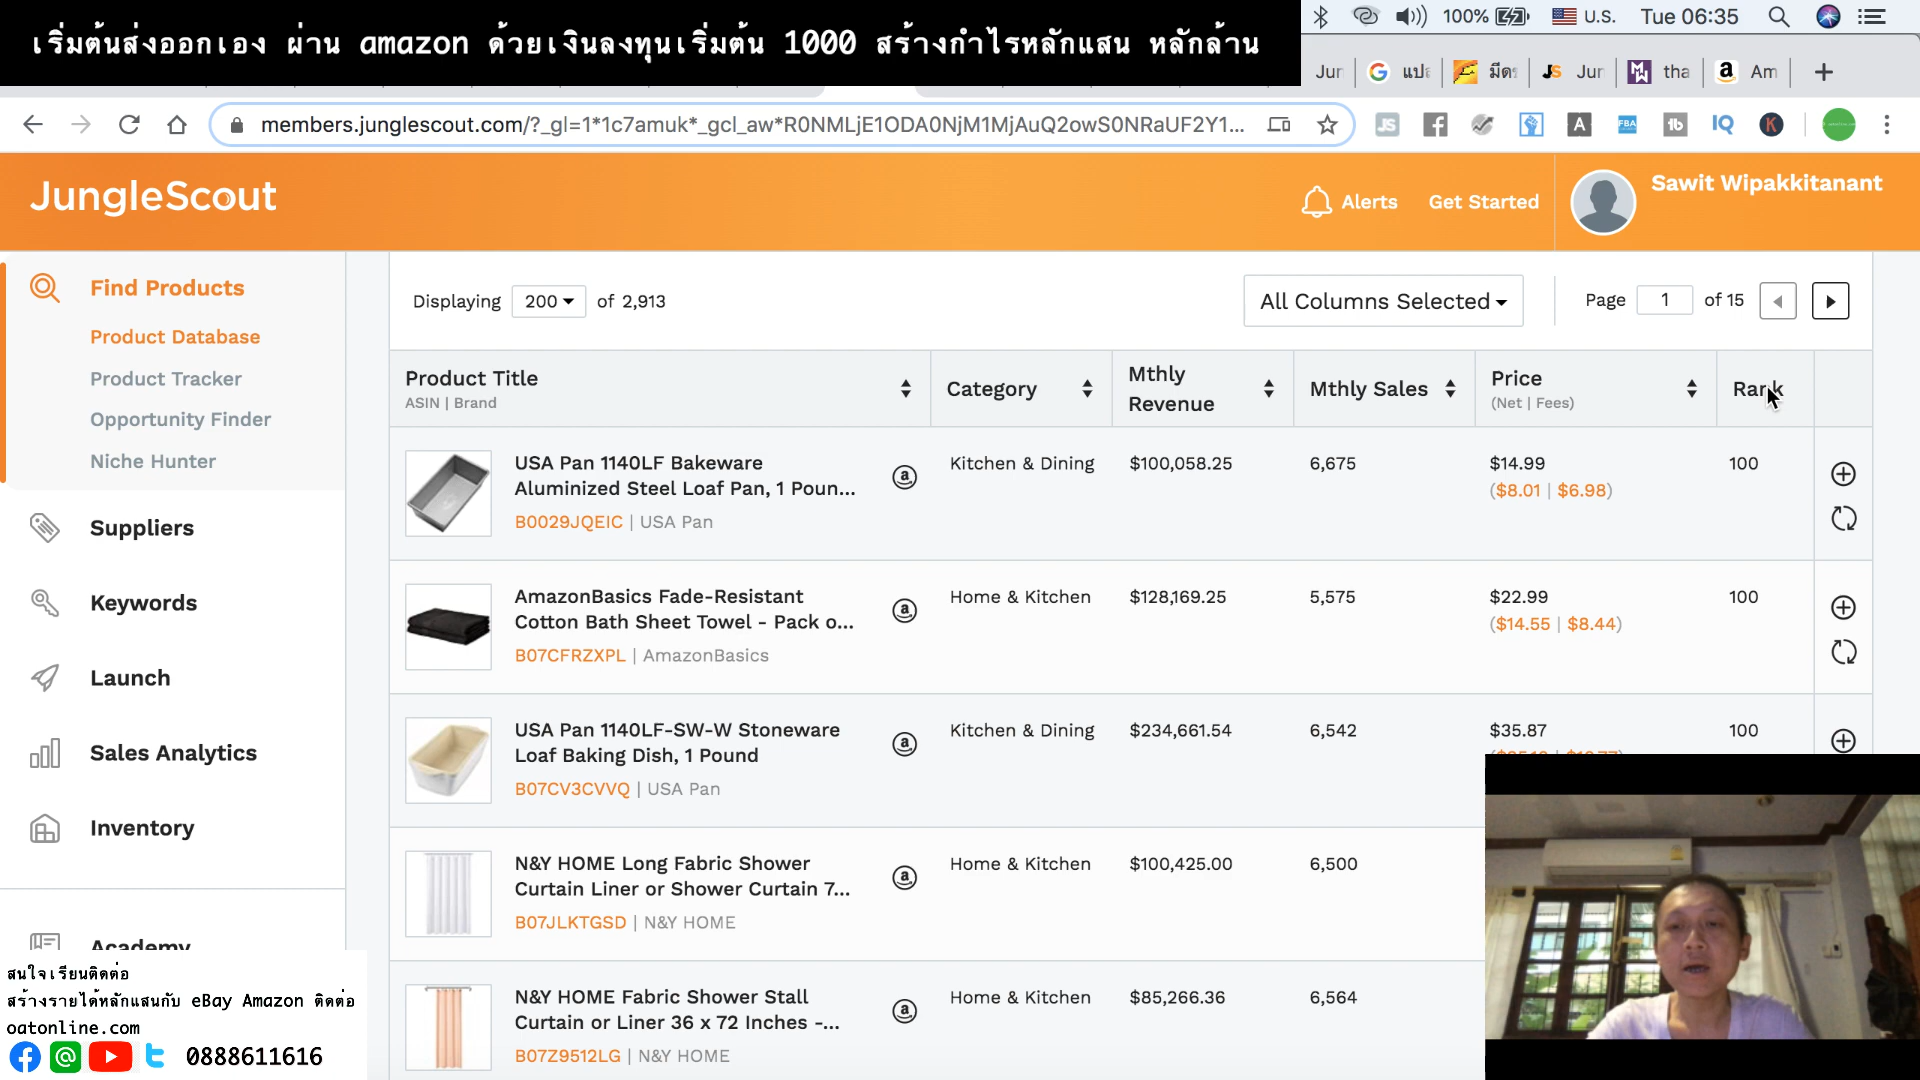 เริ่มต้นส่งออกเอง ผ่าน amazon ด้วยเงินลงทุนเริ่มต้น 1000 สร้างกำไรหลักแสน หลักล้าน
100% U.S. Tue 06:35
Jur แปล มีด Jur tha Am
members.junglescout.com/?_gl=1*1c7amuk*_gcl_aw*R0NMLjE1ODA0NjM1MjAuQ2owS0NRaUF2Y1...
JungleScout
Alerts Get Started Sawit Wipakkitanant
Find Products
Product Database
Product Tracker
Opportunity Finder
Niche Hunter
Suppliers
Keywords
Launch
Sales Analytics
Inventory
Academy
Displaying 200 of 2,913 All Columns Selected Page 1 of 15
Product Title Category Mthly Revenue Mthly Sales Price Rank
ASIN | Brand (Net | Fees)
USA Pan 1140LF Bakeware Kitchen & Dining $100,058.25 6,675 $14.99 100
Aluminized Steel Loaf Pan, 1 Poun... ($8.01 | $6.98)
B0029JQEIC | USA Pan
AmazonBasics Fade-Resistant Home & Kitchen $128,169.25 5,575 $22.99 100
Cotton Bath Sheet Towel - Pack o... ($14.55 | $8.44)
B07CFRZXPL | AmazonBasics
USA Pan 1140LF-SW-W Stoneware Kitchen & Dining $234,661.54 6,542 $35.87 100
Loaf Baking Dish, 1 Pound
B07CV3CVVQ | USA Pan
N&Y HOME Long Fabric Shower Home & Kitchen $100,425.00 6,500
Curtain Liner or Shower Curtain 7...
B07JLKTGSD | N&Y HOME
N&Y HOME Fabric Shower Stall Home & Kitchen $85,266.36 6,564
Curtain or Liner 36 x 72 Inches -...
B07Z9512LG | N&Y HOME
สนใจเรียนติดต่อ
สร้างรายได้หลักแสนกับ eBay Amazon ติดต่อ
oatonline.com
0888611616